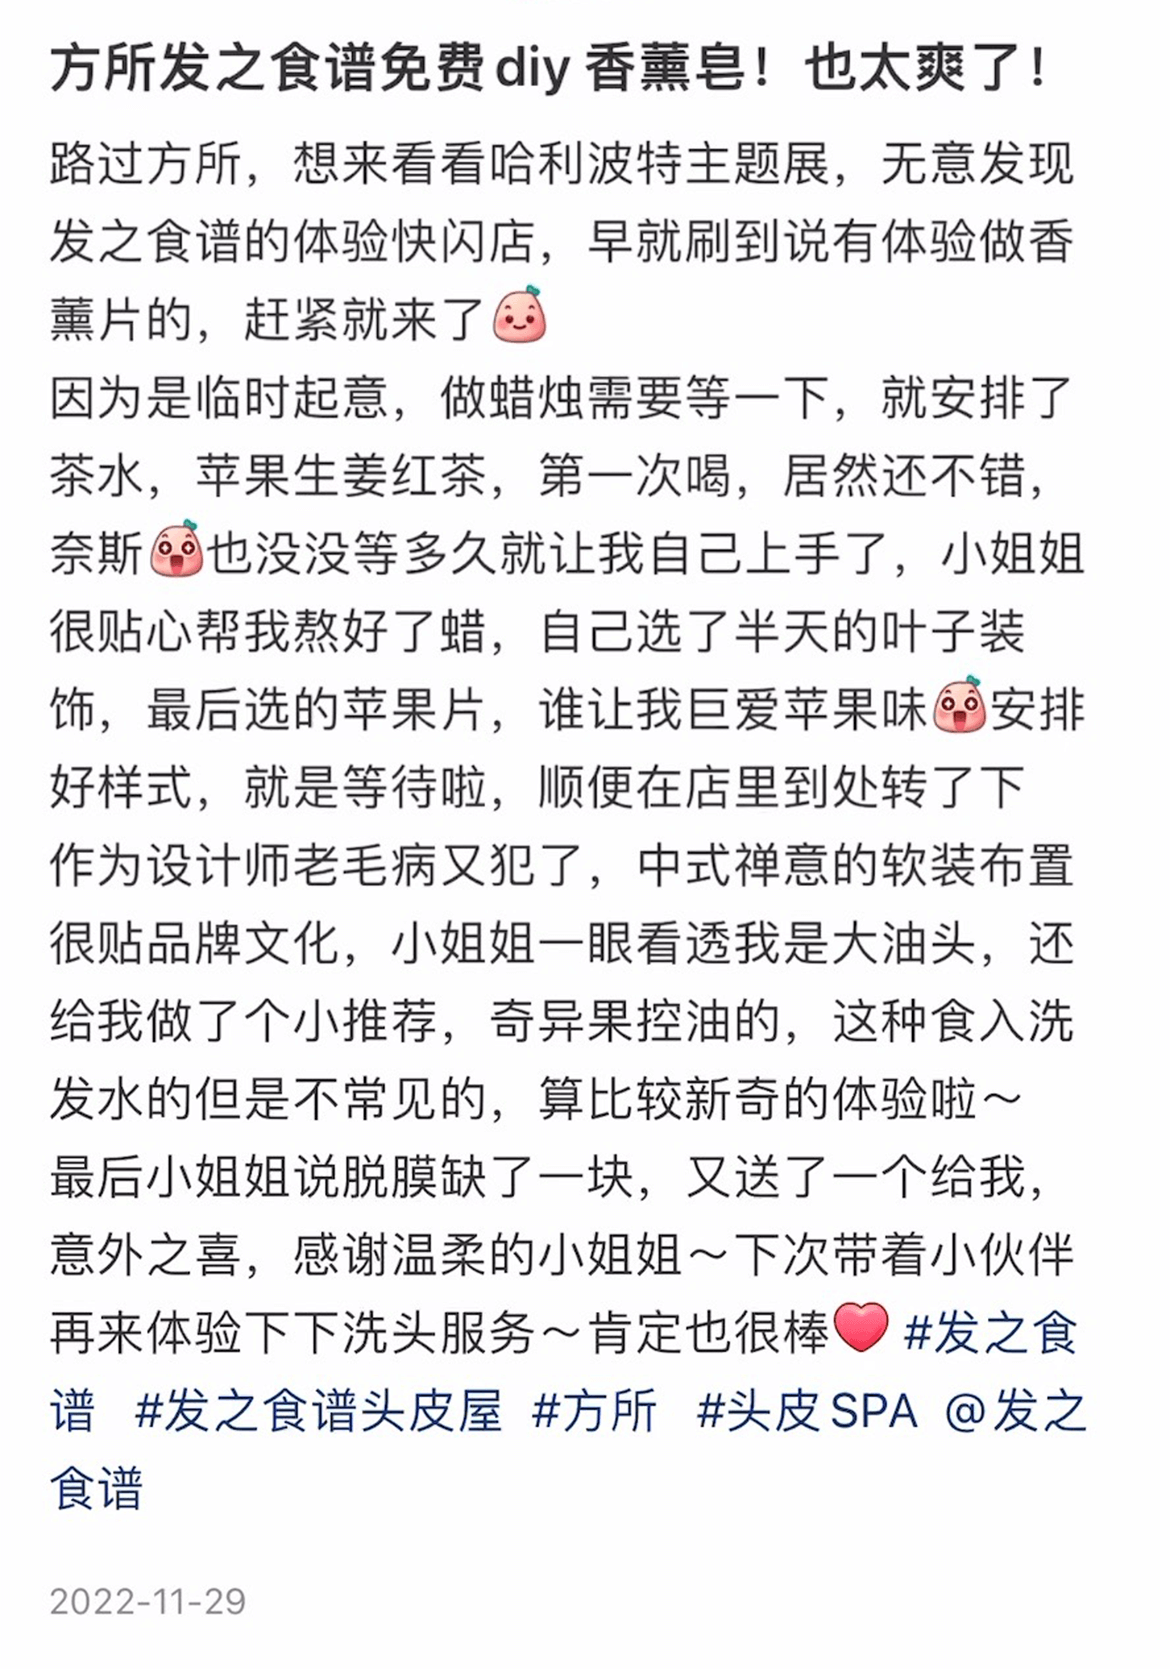 方所发之食谱免费diy香薰皂！也太爽了！
路过方所，想来看看哈利波特主题展，无意发现
发之食谱的体验快闪店，早就刷到说有体验做香
薰片的，赶紧就来了
因为是临时起意，做蜡烛需要等一下，就安排了
茶水，苹果生姜红茶，第一次喝，居然还不错，
奈斯也没没等多久就让我自己上手了，小姐姐
很贴心帮我熬好了蜡，自己选了半天的叶子装
饰，最后选的苹果片，谁让我巨爱苹果味安排
好样式，就是等待啦，顺便在店里到处转了下
作为设计师老毛病又犯了，中式禅意的软装布置
很贴品牌文化，小姐姐一眼看透我是大油头，还
给我做了个小推荐，奇异果控油的，这种食入洗
发水的但是不常见的，算比较新奇的体验啦～
最后小姐姐说脱膜缺了一块，又送了一个给我，
意外之喜，感谢温柔的小姐姐～下次带着小伙伴
再来体验下下洗头服务～肯定也很棒❤️ #发之食
谱 #发之食谱头皮屋 #方所 #头皮SPA @发之
食谱
2022-11-29